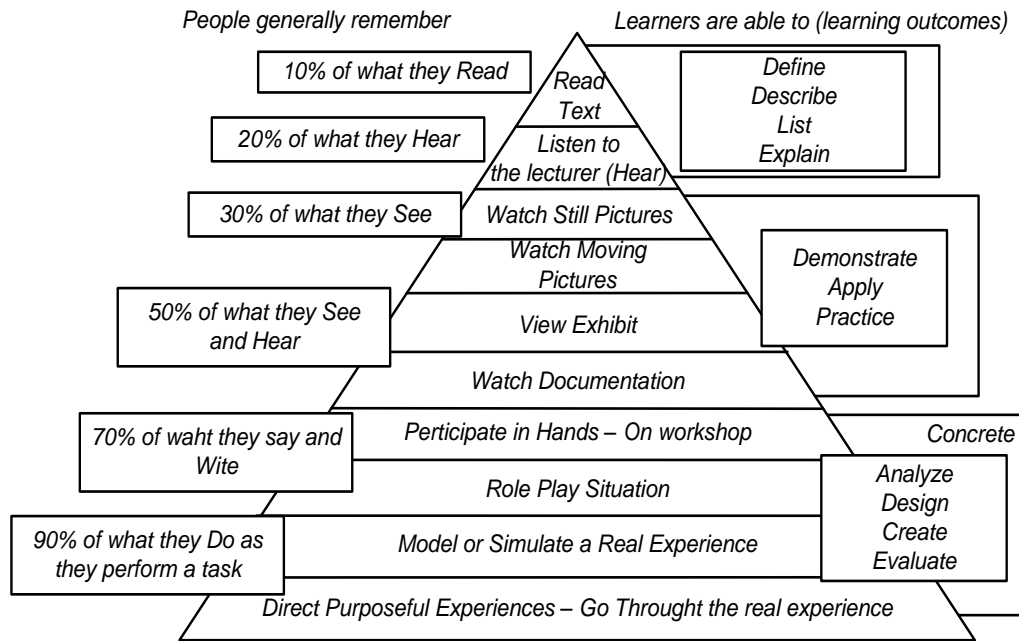 People generally remember
Learners are able to (learning outcomes)
10% of what they Read
Read
Text
Define
Describe
List
Explain
20% of what they Hear
Listen to
the lecturer (Hear)
30% of what they See
Watch Still Pictures
Watch Moving
Pictures
Demonstrate
Apply
Practice
50% of what they See
and Hear
View Exhibit
Watch Documentation
70% of waht they say and
Wite
Perticipate in Hands – On workshop
Concrete
Role Play Situation
Analyze
Design
Create
Evaluate
90% of what they Do as
they perform a task
Model or Simulate a Real Experience
Direct Purposeful Experiences – Go Throught the real experience